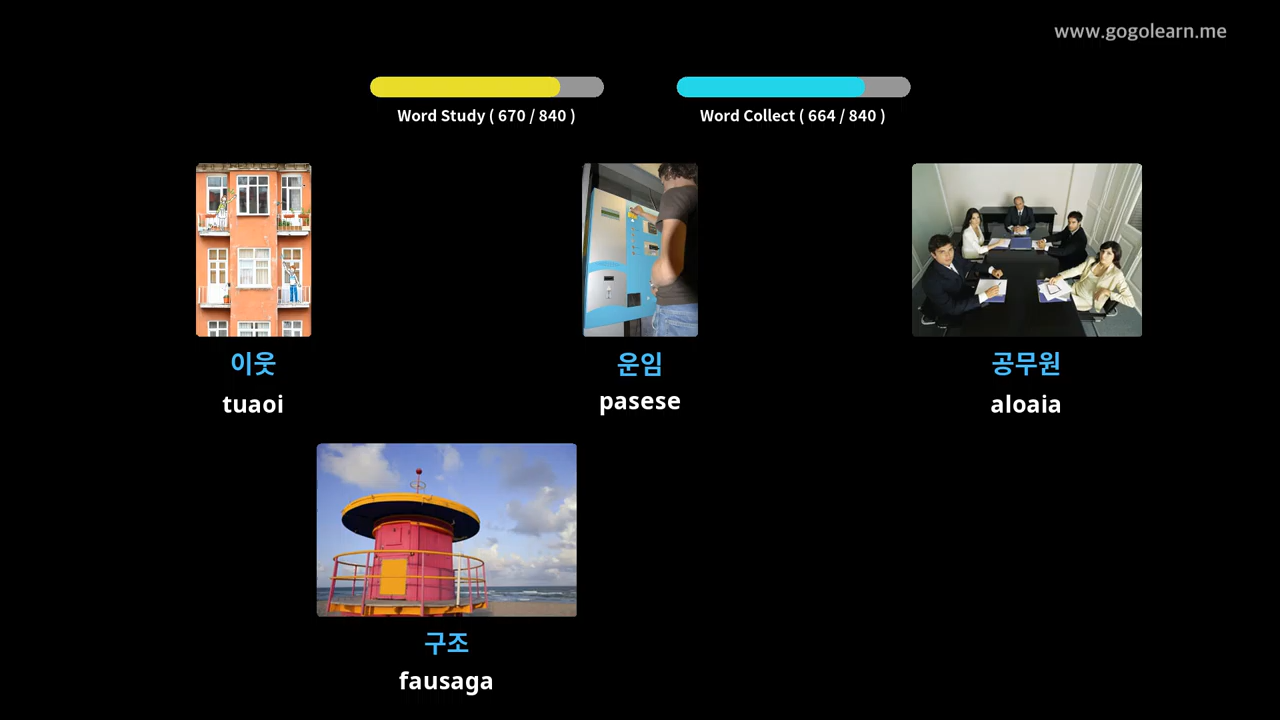 www.gogolearn.me
Word Study ( 670 / 840 )
Word Collect ( 664 / 840 )
이웃
tuaoi
운임
pasese
공무원
aloaia
구조
fausaga